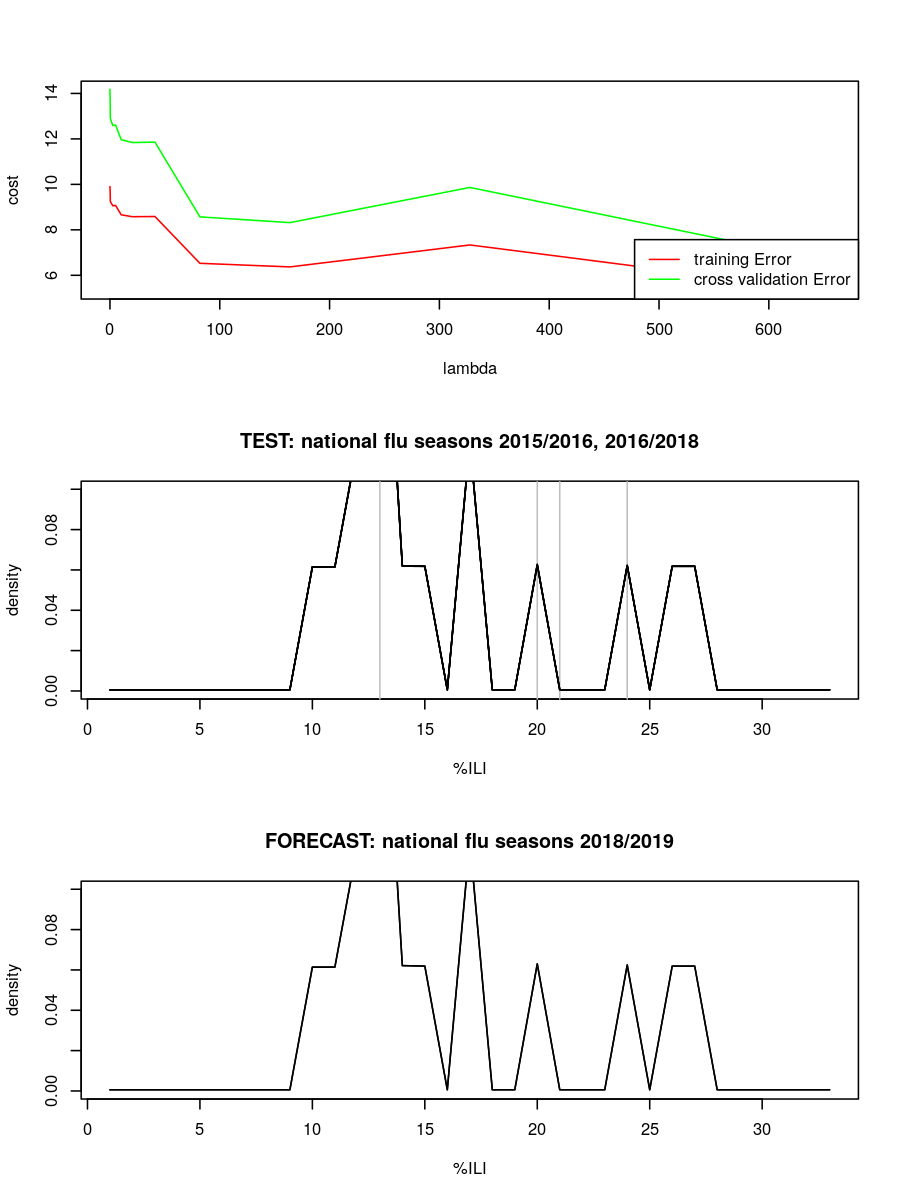 14
12
10
8
6
cost
training Error
cross validation Error
0 100 200 300 400 500 600
lambda
TEST: national flu seasons 2015/2016, 2016/2018
0.08
0.04
0.00
density
0 5 10 15 20 25 30
%ILI
FORECAST: national flu seasons 2018/2019
0.08
0.04
0.00
density
0 5 10 15 20 25 30
%ILI